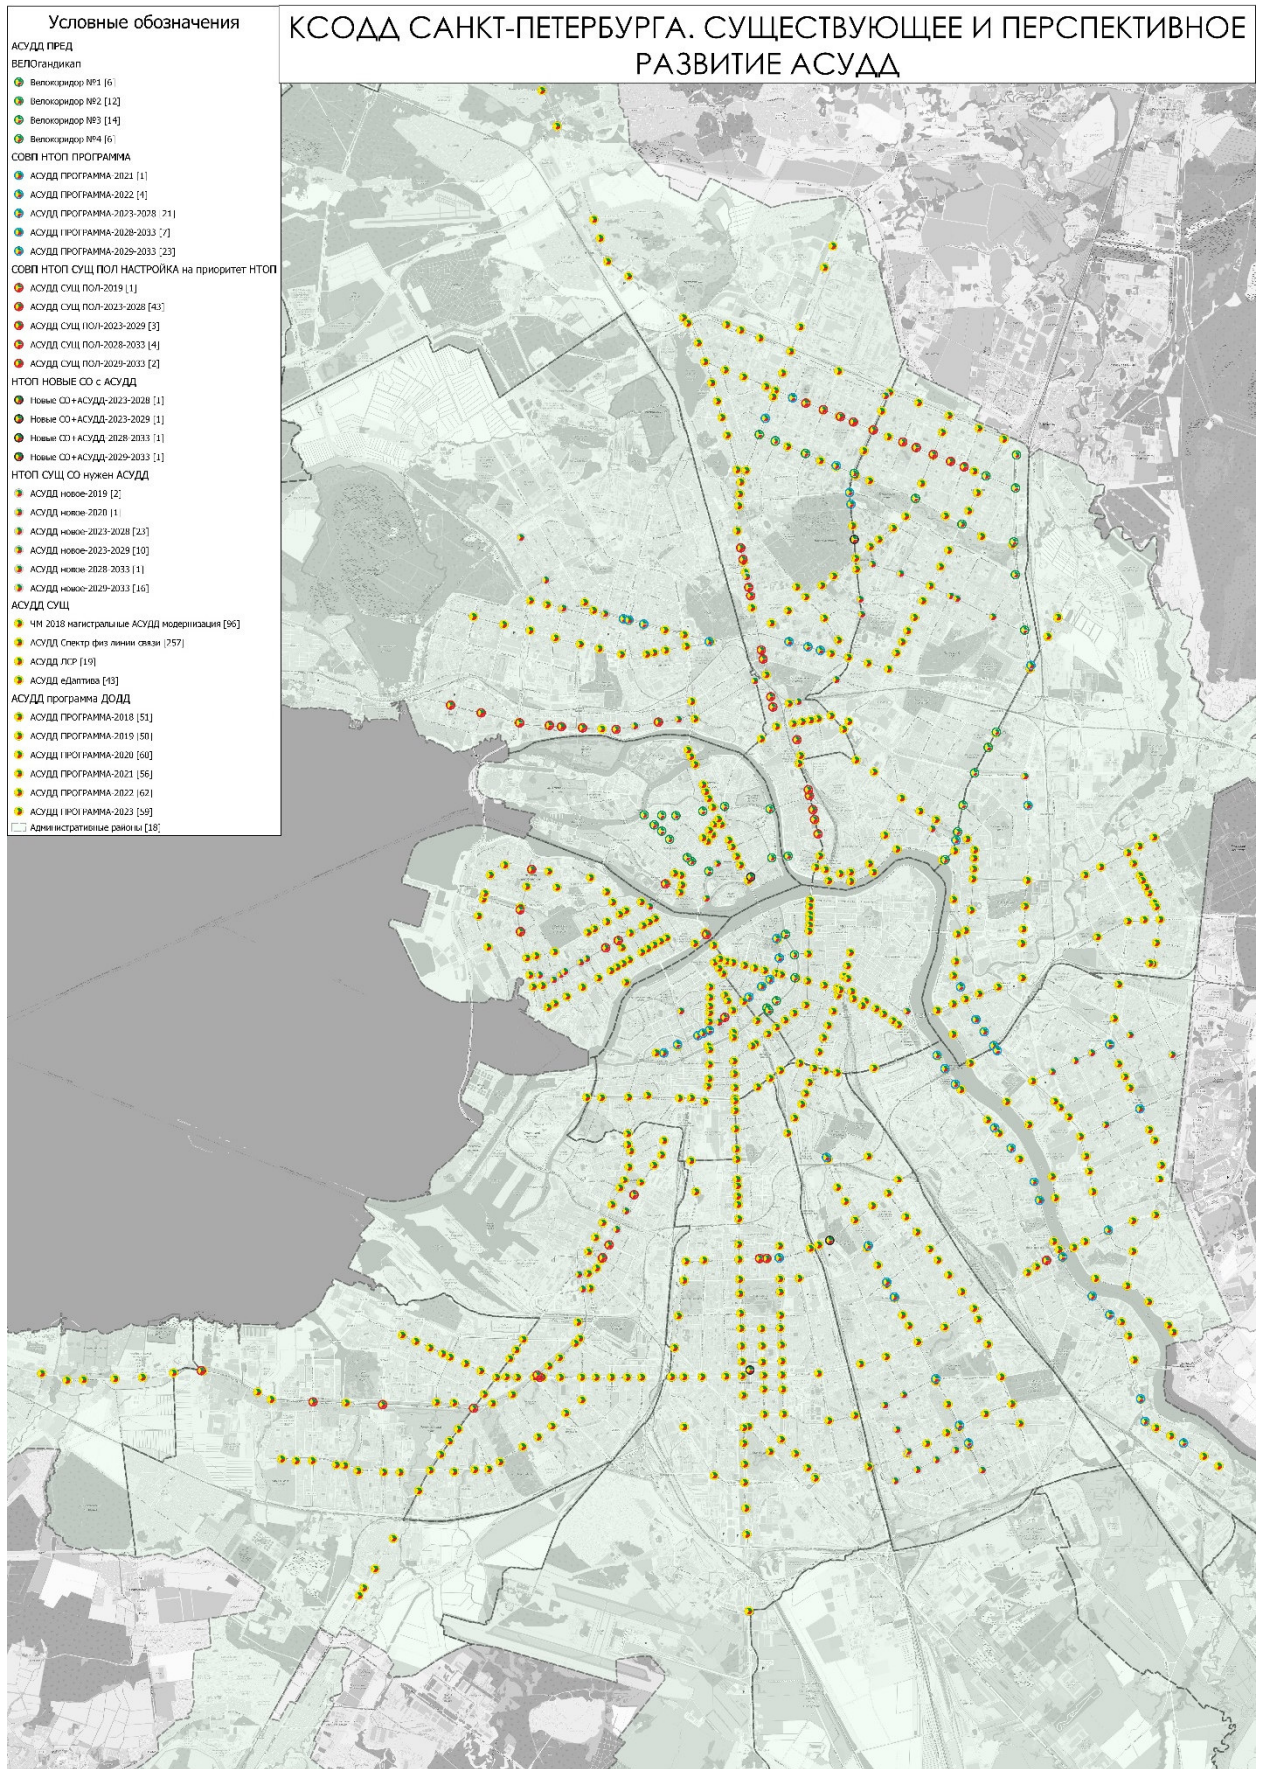 Условные обозначения
АСУДД ПРЕД
ВЕЛОгандикап
Велокоридор №1 [6]
Велокоридор №2 [12]
Велокоридор №3 [14]
Велокоридор №4 [6]
СОВП НТОП ПРОГРАММА
АСУДД ПРОГРАММА-2021 [1]
АСУДД ПРОГРАММА-2022 [4]
АСУДД ПРОГРАММА-2023-2028 [21]
АСУДД ПРОГРАММА-2028-2033 [7]
АСУДД ПРОГРАММА-2029-2033 [23]
СОВП НТОП СУЩ ПОЛ НАСТРОЙКА на приоритет НТОП
АСУДД СУЩ ПОЛ-2019 [1]
АСУДД СУЩ ПОЛ-2023-2028 [43]
АСУДД СУЩ ПОЛ-2023-2029 [3]
АСУДД СУЩ ПОЛ-2028-2033 [4]
АСУДД СУЩ ПОЛ-2029-2033 [2]
НТОП НОВЫЕ СО с АСУДД
Новые СО+АСУДД-2023-2028 [1]
Новые СО+АСУДД-2023-2029 [1]
Новые СО+АСУДД-2028-2033 [1]
Новые СО+АСУДД-2029-2033 [1]
НТОП СУЩ СО нужен АСУДД
АСУДД новое-2019 [2]
АСУДД новое-2020 [1]
АСУДД новое-2023-2028 [23]
АСУДД новое-2023-2029 [10]
АСУДД новое-2028-2033 [1]
АСУДД новое-2029-2033 [16]
АСУДД СУЩ
ЧМ 2018 магистральные АСУДД модернизация [96]
АСУДД Спектр физ линии связи [257]
АСУДД ЛСР [19]
АСУДД еДаптива [43]
АСУДД программа ДОДД
АСУДД ПРОГРАММА-2018 [51]
АСУДД ПРОГРАММА-2019 [50]
АСУДД ПРОГРАММА-2020 [60]
АСУДД ПРОГРАММА-2021 [56]
АСУДД ПРОГРАММА-2022 [62]
АСУДД ПРОГРАММА-2023 [59]
Административные районы [18]
КСОДД САНКТ-ПЕТЕРБУРГА. СУЩЕСТВУЮЩЕЕ И ПЕРСПЕКТИВНОЕ
РАЗВИТИЕ АСУДД